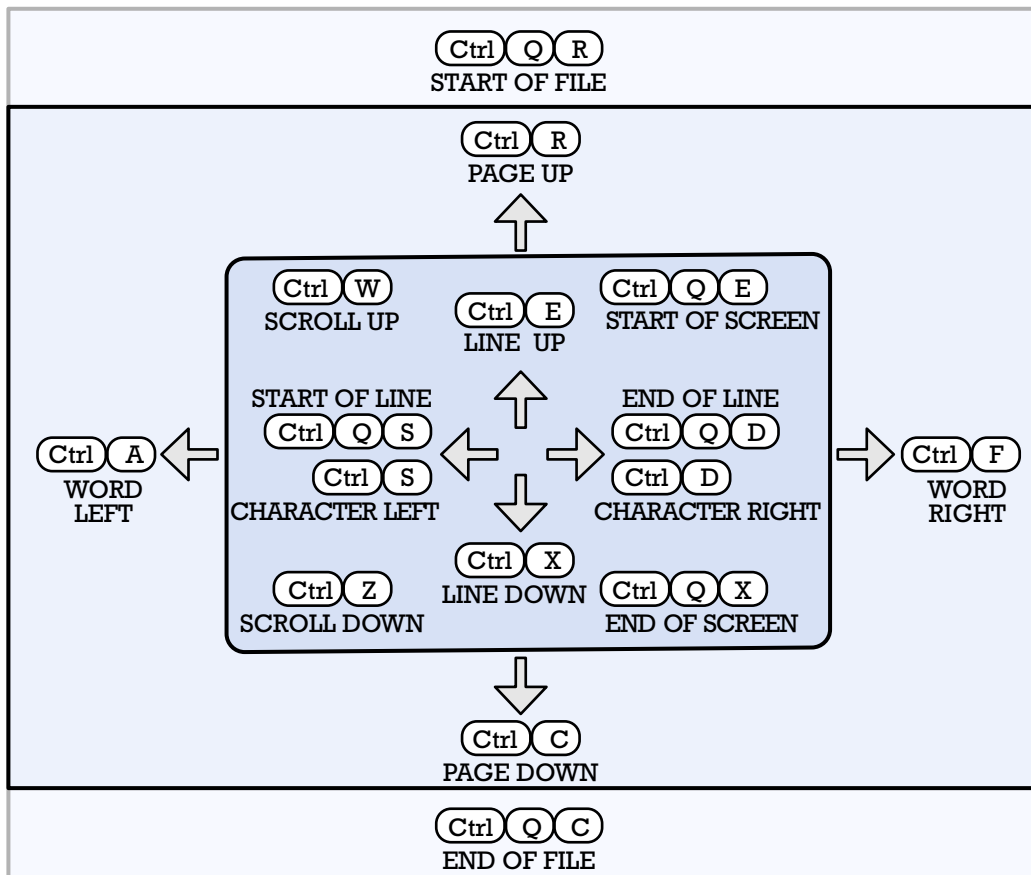 Ctrl Q R
START OF FILE
Ctrl R
PAGE UP
Ctrl W
SCROLL UP
Ctrl E
LINE UP
Ctrl Q E
START OF SCREEN
START OF LINE
Ctrl Q S
Ctrl S
CHARACTER LEFT
END OF LINE
Ctrl Q D
Ctrl D
CHARACTER RIGHT
Ctrl A
WORD
LEFT
Ctrl F
WORD
RIGHT
Ctrl Z
SCROLL DOWN
Ctrl X
LINE DOWN
Ctrl Q X
END OF SCREEN
Ctrl C
PAGE DOWN
Ctrl Q C
END OF FILE